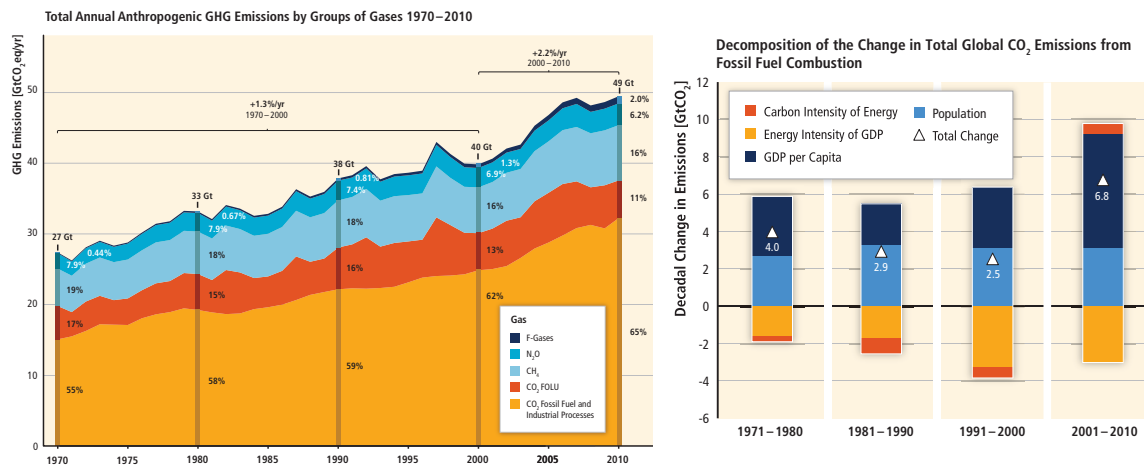 Total Annual Anthropogenic GHG Emissions by Groups of Gases 1970–2010
GHG Emissions [GtCO2eq/yr]
50
40
30
20
10
0
+1.3%/yr
1970–2000
+2.2%/yr
2000–2010
27 Gt
7.9%
0.44%
19%
17%
55%
33 Gt
0.67%
7.9%
18%
15%
58%
38 Gt
0.81%
7.4%
18%
16%
59%
40 Gt
1.3%
6.9%
16%
13%
62%
49 Gt
2.0%
6.2%
16%
11%
65%
Gas
F-Gases
N2O
CH4
CO2 FOLU
CO2 Fossil Fuel and
Industrial Processes
1970
1975
1980
1985
1990
1995
2000
2005
2010
Decomposition of the Change in Total Global CO2 Emissions from
Fossil Fuel Combustion
Decadal Change in Emissions [GtCO2]
12
10
8
6
4
2
0
-2
-4
-6
Carbon Intensity of Energy
Energy Intensity of GDP
GDP per Capita
Population
Total Change
4.0
2.9
2.5
6.8
1971–1980
1981–1990
1991–2000
2001–2010